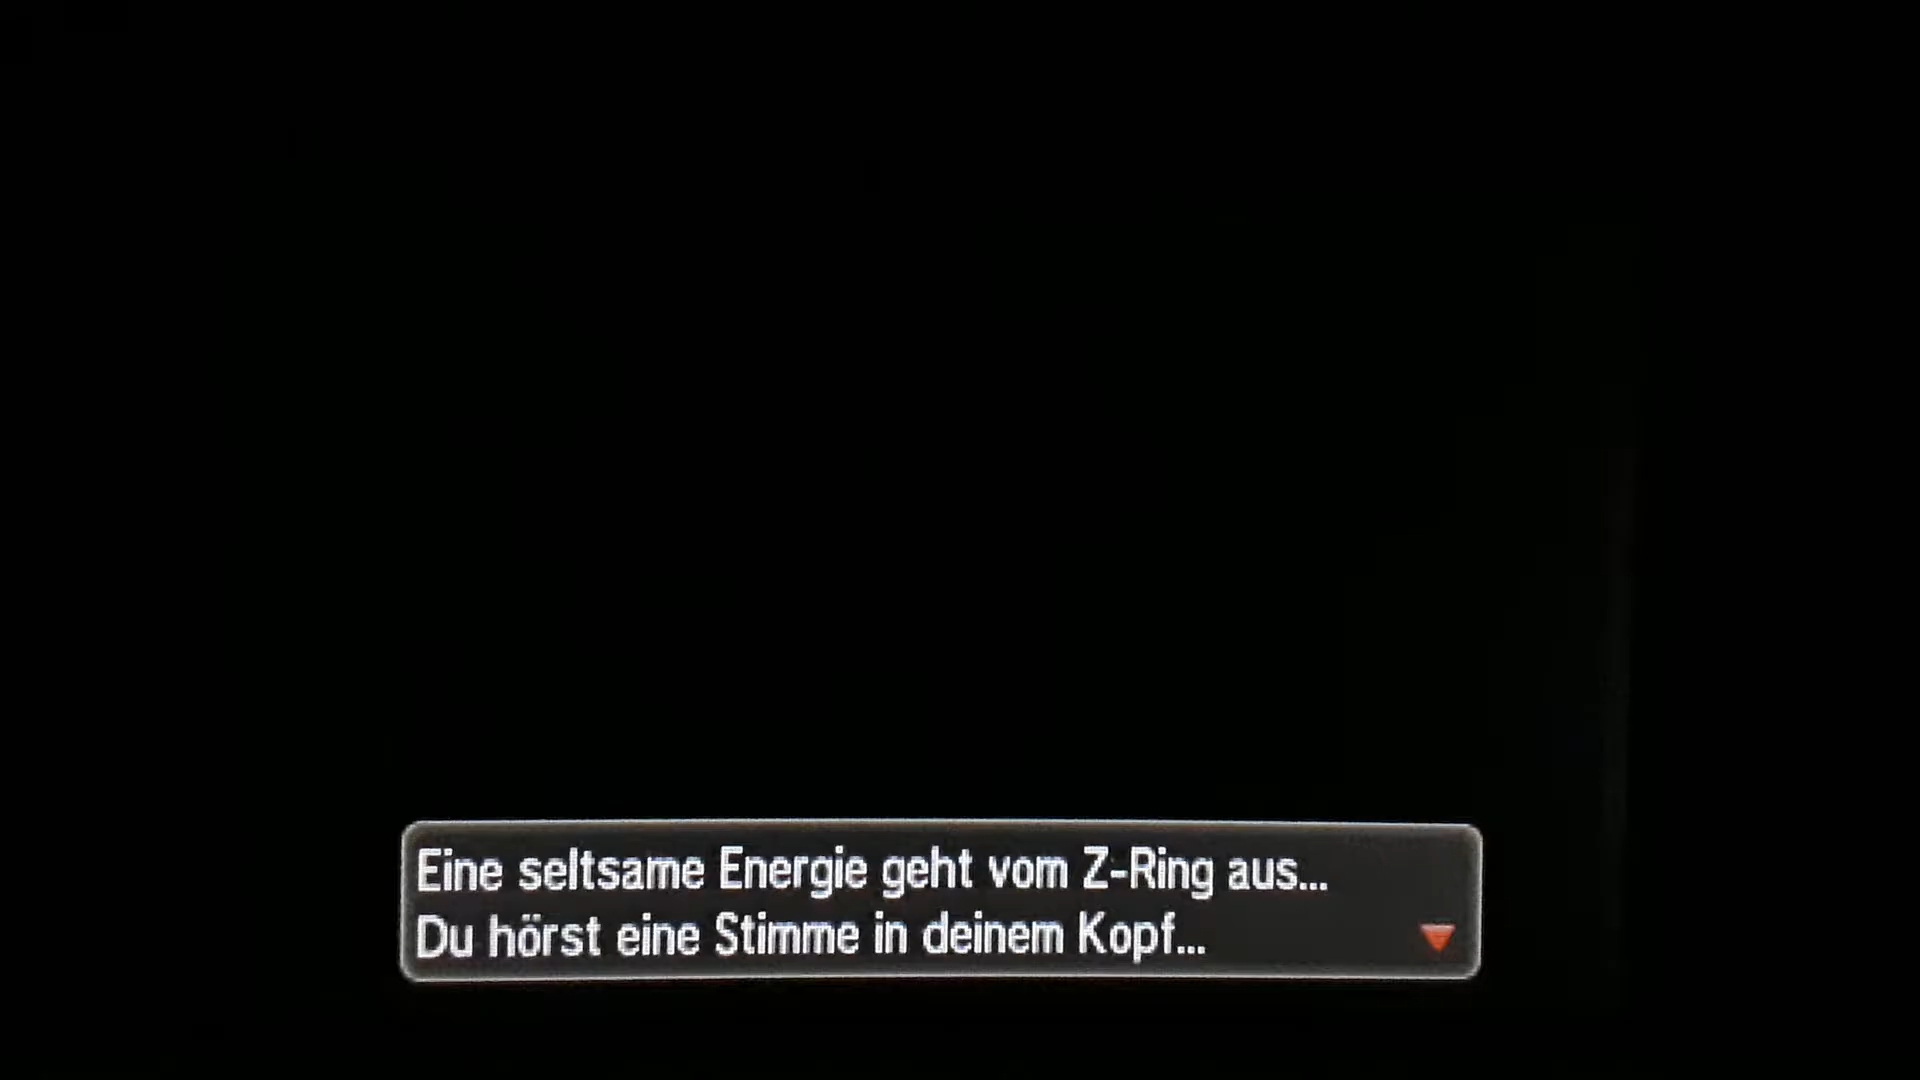 Eine seltsame Energie geht vom Z-Ring aus...
Du hörst eine Stimme in deinem Kopf...